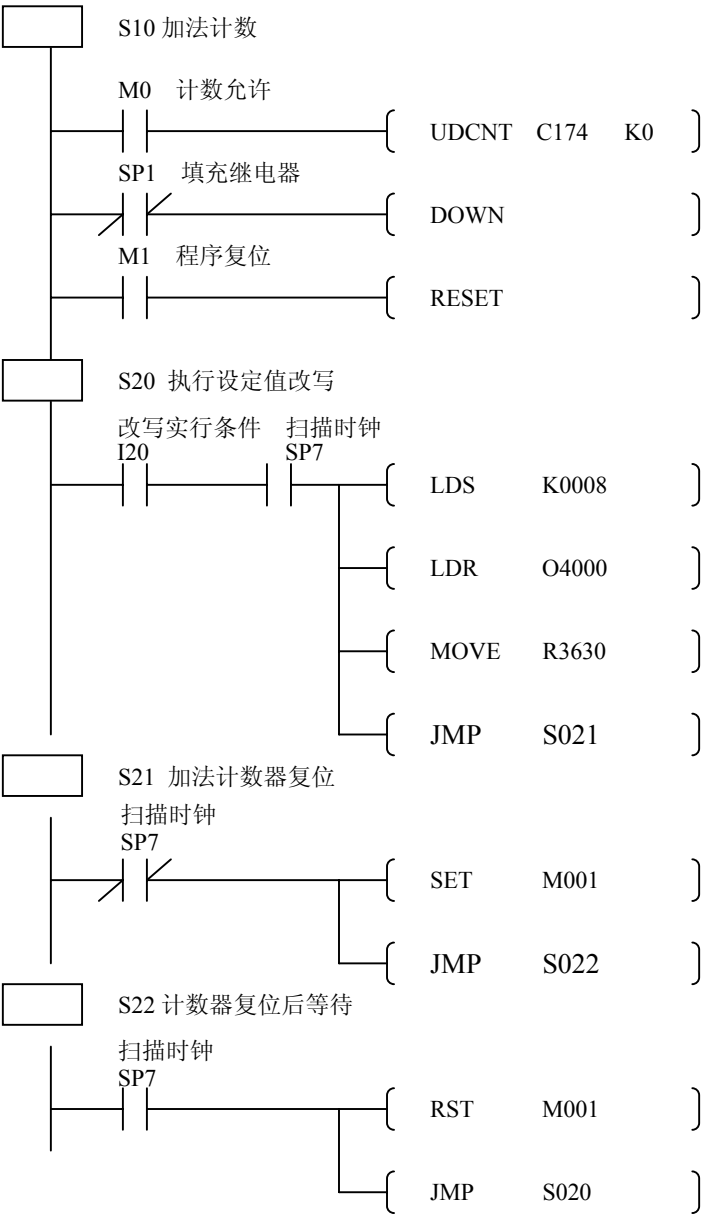 S10 加法计数
M0 计数允许
UDCNT C174 K0
SP1 填充继电器
DOWN
M1 程序复位
RESET
S20 执行设定值改写
改写实行条件 扫描时钟
I20 SP7
LDS K0008
LDR O4000
MOVE R3630
JMP S021
S21 加法计数器复位
扫描时钟
SP7
SET M001
JMP S022
S22 计数器复位后等待
扫描时钟
SP7
RST M001
JMP S020